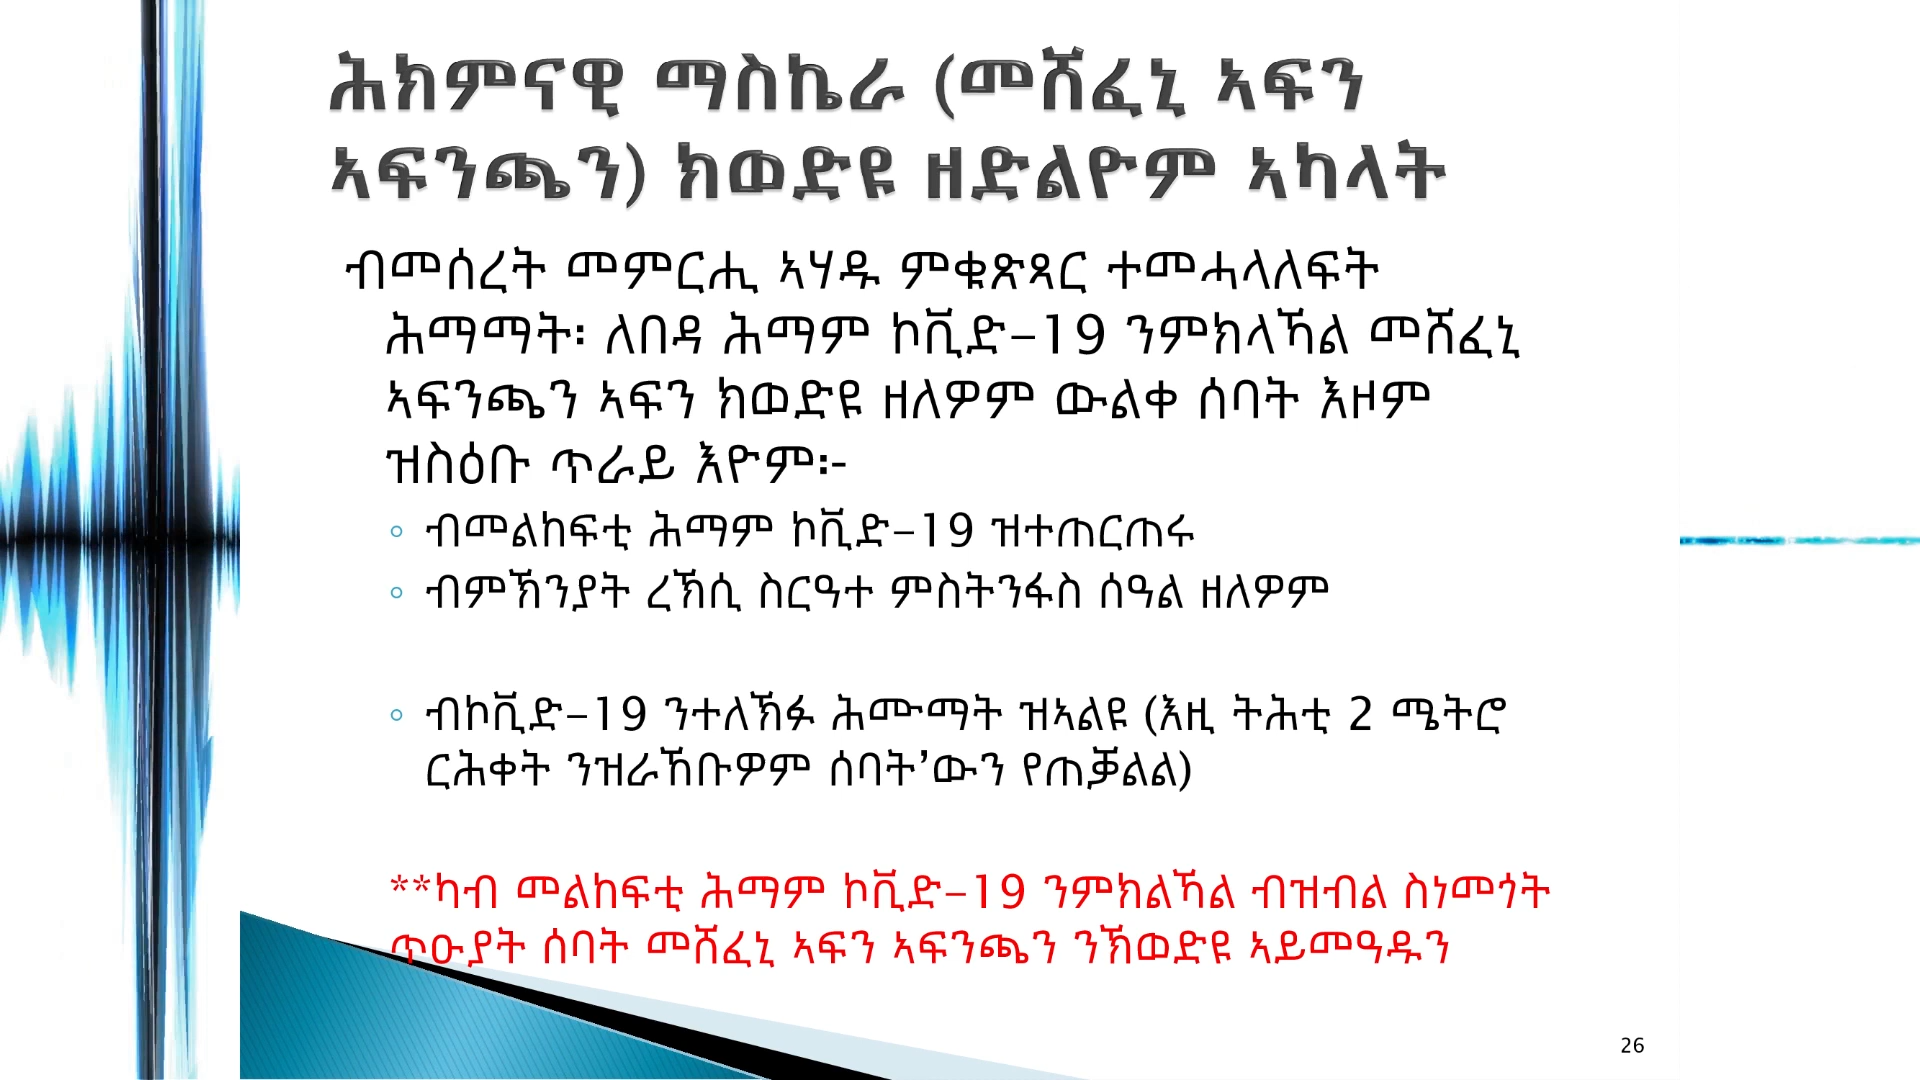 ሕክምናዊ ማስኬራ (መሸፈኒ ኣፍን
ኣፍንጫን) ክወድዩ ዘድልዮም ኣካላት
ብመሰረት መምርሒ ኣሃዱ ምቁጽጻር ተመሓላለፍት
ሕማማት፡ ለበዳ ሕማም ኮቪድ–19 ንምክላኻል መሸፈኒ
ኣፍንጫን ኣፍን ክወድዩ ዘለዎም ውልቀ ሰባት እዞም
ዝስዕቡ ጥራይ እዮም፡-
◦ ብመልከፍቲ ሕማም ኮቪድ–19 ዝተጠርጠሩ
◦ ብምኽንያት ረኽሲ ስርዓተ ምስትንፋስ ሰዓል ዘለዎም
◦ ብኮቪድ–19 ንተለኽፉ ሕሙማት ዝኣልዩ (እዚ ትሕቲ 2 ሜትሮ
ርሕቀት ንዝራኸቡዎም ሰባት’ውን የጠቓልል)
**ካብ መልከፍቲ ሕማም ኮቪድ–19 ንምክልኻል ብዝብል ስነመጎት
ጥዑያት ሰባት መሸፈኒ ኣፍን ኣፍንጫን ንኽወድዩ ኣይመዓዱን
26